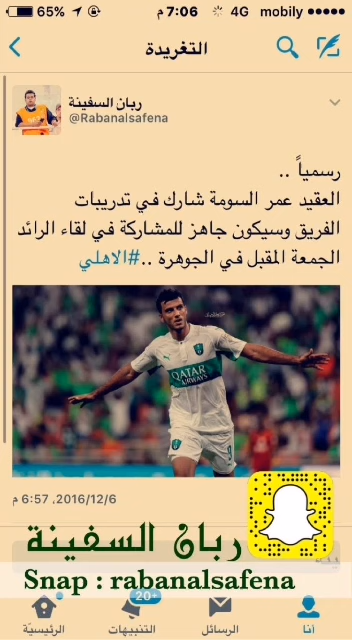 65% 7:06 م 4G mobily
التغريدة
ربان السفينة
@Rabanalsafena
رسمياً ..
العقيد عمر السومة شارك في تدريبات
الفريق وسيكون جاهز للمشاركة في لقاء الرائد
الجمعة المقبل في الجوهرة ..#الاهلي
QATAR
AIRWAYS
2016/12/6، 6:57 م
ربان السفينة
Snap : rabanalsafena
20+
أنا الرسائل التنبيهات الرئيسيّة